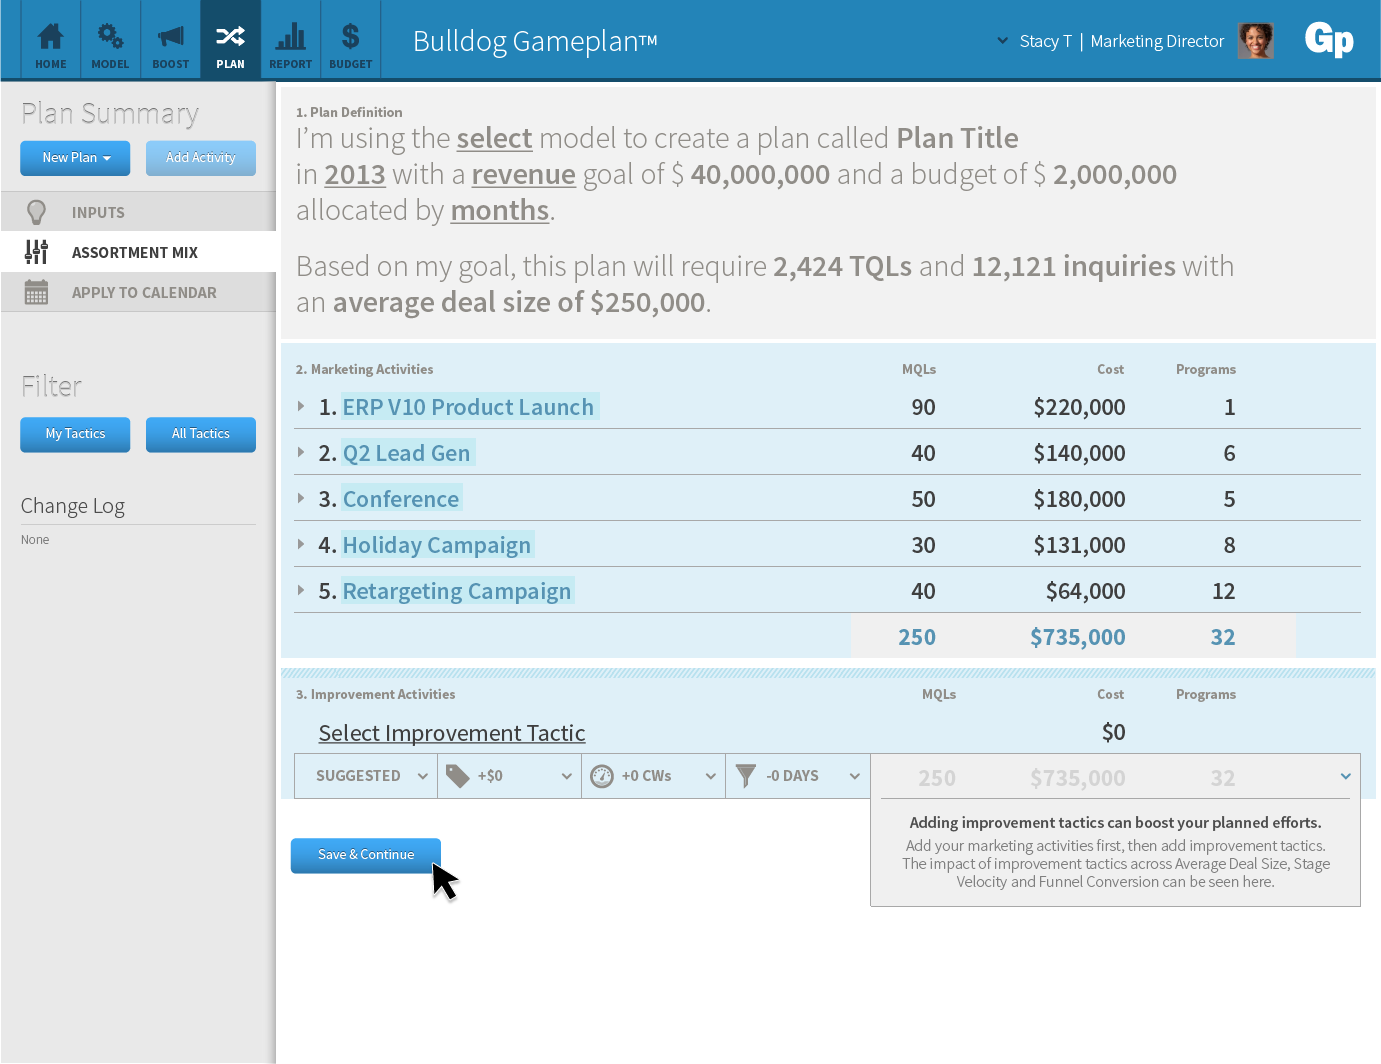 HOME MODEL BOOST PLAN REPORT BUDGET
Bulldog Gameplan™
Stacy T | Marketing Director
Gp
Plan Summary
New Plan Add Activity
INPUTS
ASSORTMENT MIX
APPLY TO CALENDAR
Filter
My Tactics All Tactics
Change Log
None
1. Plan Definition
I'm using the select model to create a plan called Plan Title
in 2013 with a revenue goal of $ 40,000,000 and a budget of $ 2,000,000
allocated by months.
Based on my goal, this plan will require 2,424 TQLs and 12,121 inquiries with
an average deal size of $250,000.
2. Marketing Activities MQLs Cost Programs
1. ERP V10 Product Launch 90 $220,000 1
2. Q2 Lead Gen 40 $140,000 6
3. Conference 50 $180,000 5
4. Holiday Campaign 30 $131,000 8
5. Retargeting Campaign 40 $64,000 12
250 $735,000 32
3. Improvement Activities MQLs Cost Programs
Select Improvement Tactic $0
SUGGESTED +$0 +0 CWs -0 DAYS 250 $735,000 32
Adding improvement tactics can boost your planned efforts.
Add your marketing activities first, then add improvement tactics.
The impact of improvement tactics across Average Deal Size, Stage
Velocity and Funnel Conversion can be seen here.
Save & Continue